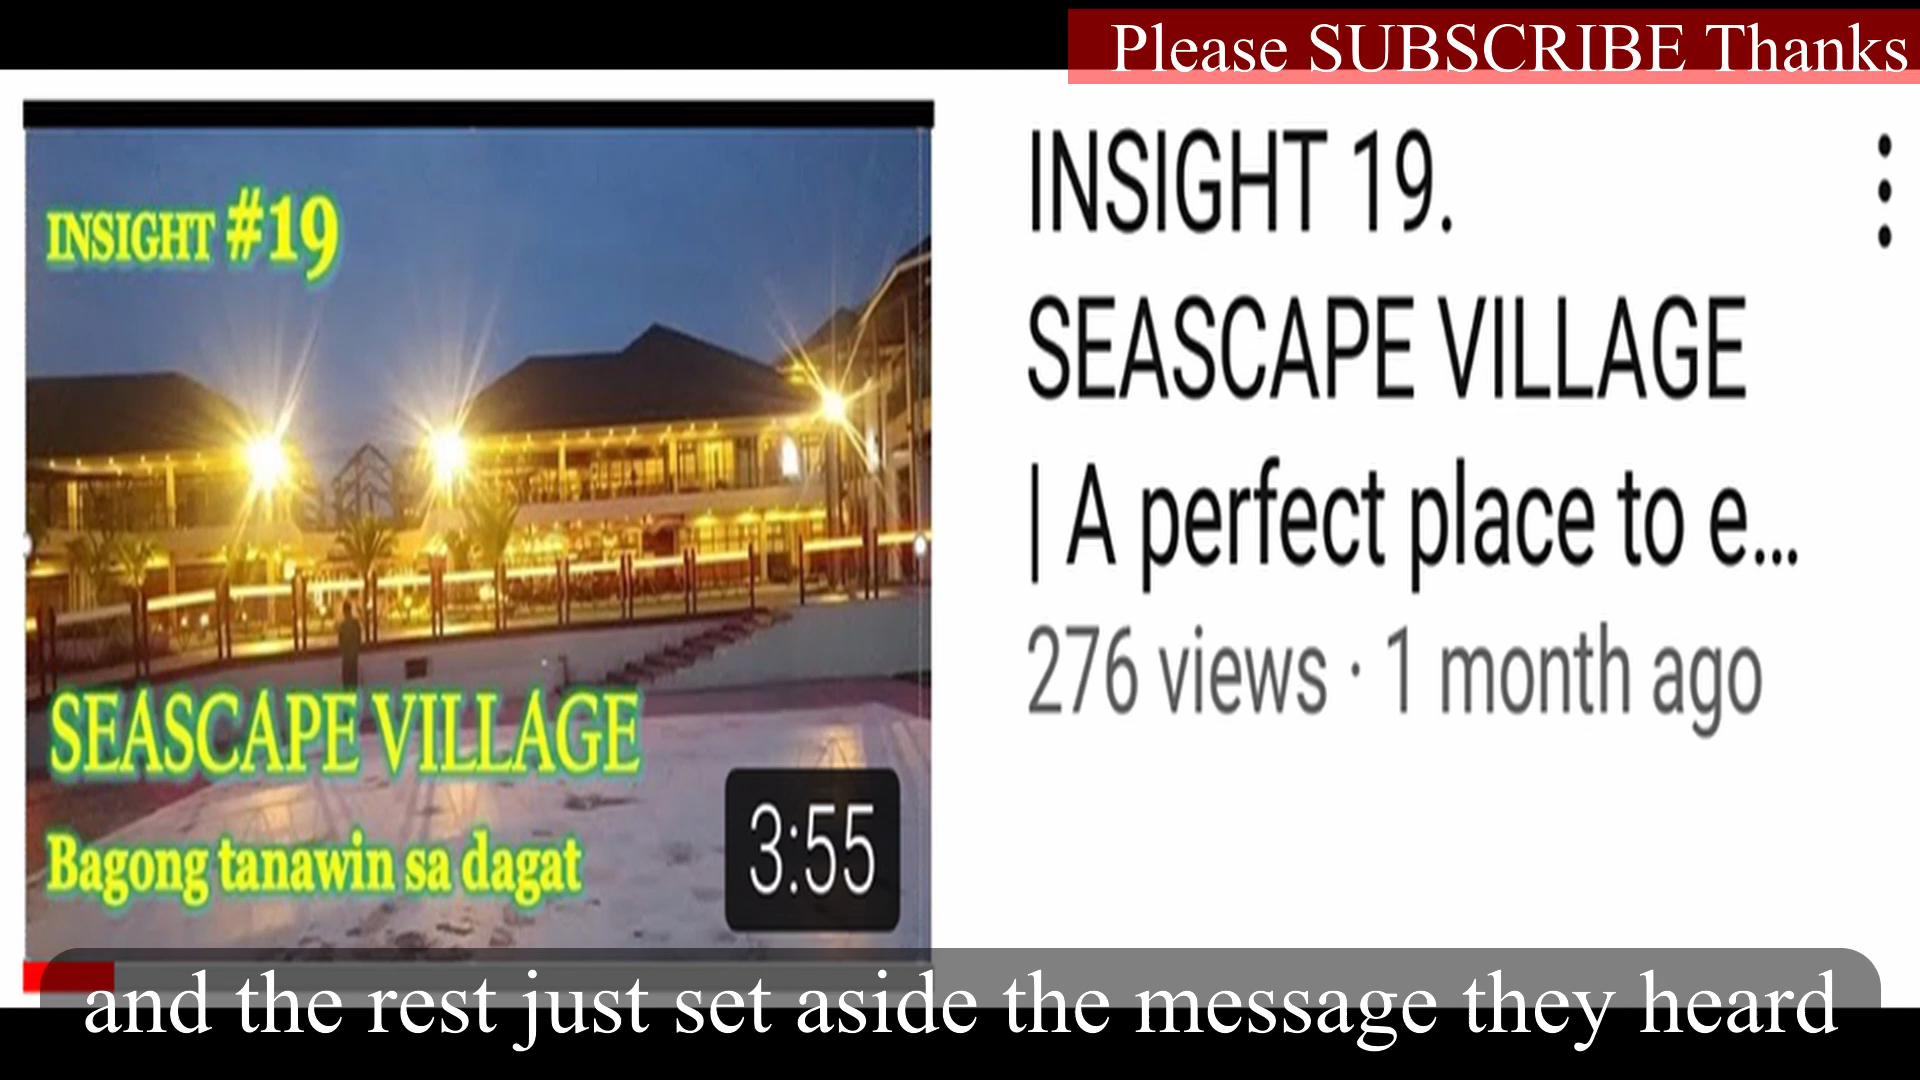 Please SUBSCRIBE Thanks
INSIGHT #19
SEASCAPE VILLAGE
Bagong tanawin sa dagat
3:55
INSIGHT 19.
SEASCAPE VILLAGE
| A perfect place to e...
276 views · 1 month ago
and the rest just set aside the message they heard